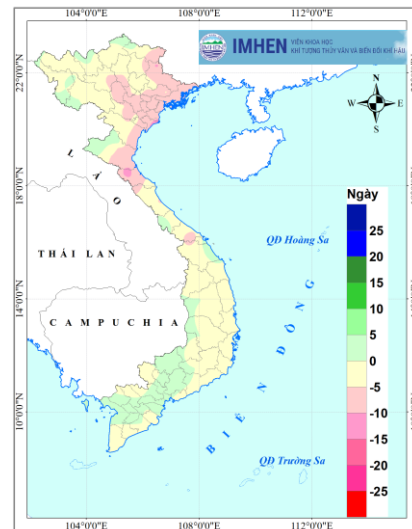 104°0'0"E 108°0'0"E 112°0'0"E
IMHEN VIỆN KHOA HỌC
KHÍ TƯỢNG THỦY VĂN VÀ BIẾN ĐỔI KHÍ HẬU
22°0'0"N
N
W E
S
18°0'0"N
14°0'0"N
10°0'0"N
LÀO
THÁI LAN
CAMPUCHIA
QĐ Hoàng Sa
BIỂN ĐÔNG
QĐ Trường Sa
Ngày
25
20
15
10
5
0
-5
-10
-15
-20
-25
104°0'0"E 108°0'0"E 112°0'0"E